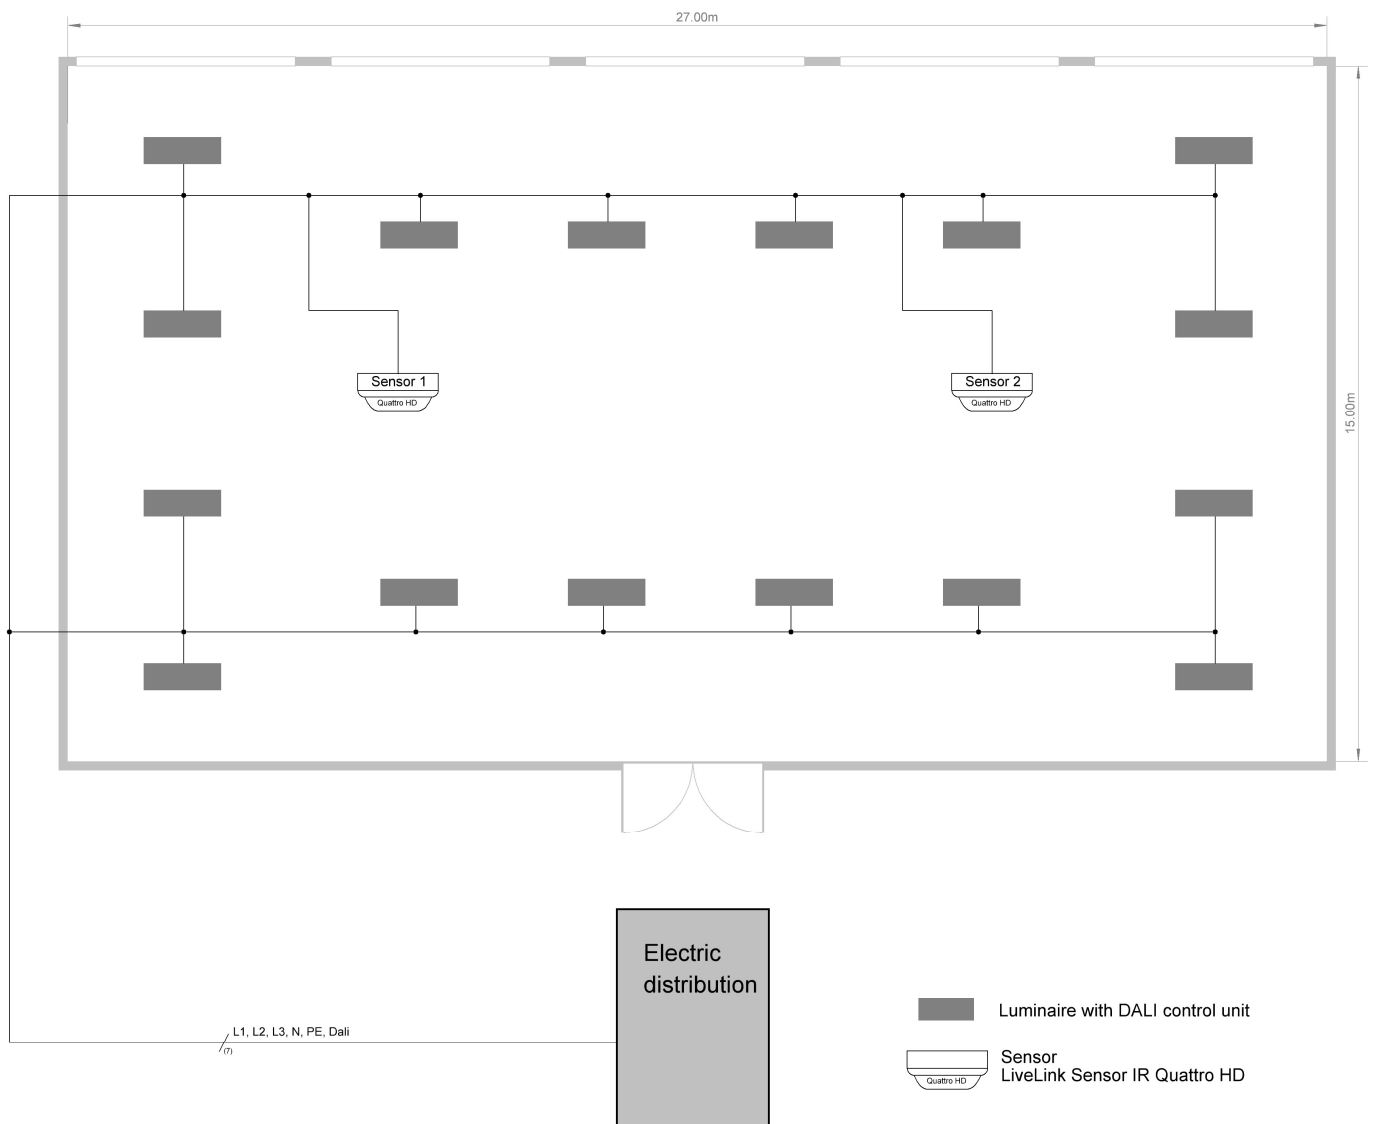 27.00m
15.00m
Sensor 1
Quattro HD
Sensor 2
Quattro HD
Electric
distribution
L1, L2, L3, N, PE, Dali
(7)
Luminaire with DALI control unit
Quattro HD
Sensor
LiveLink Sensor IR Quattro HD